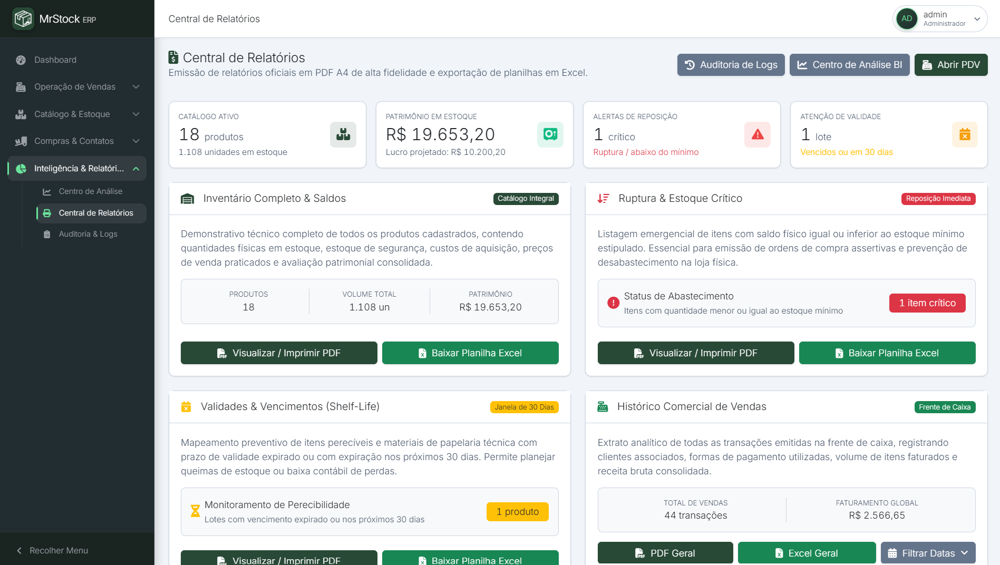 MrStock ERP
Dashboard
Operação de Vendas
Catálogo & Estoque
Compras & Contatos
Inteligência & Relatóri...
Centro de Análise
Central de Relatórios
Auditoria & Logs
Recolher Menu
Central de Relatórios
AD
admin
Administrador
Central de Relatórios
Emissão de relatórios oficiais em PDF A4 de alta fidelidade e exportação de planilhas em Excel.
Auditoria de Logs
Centro de Análise BI
Abrir PDV
CATÁLOGO ATIVO
18 produtos
1.108 unidades em estoque
PATRIMÔNIO EM ESTOQUE
R$ 19.653,20
Lucro projetado: R$ 10.200,20
ALERTAS DE REPOSIÇÃO
1 crítico
Ruptura / abaixo do mínimo
ATENÇÃO DE VALIDADE
1 lote
Vencidos ou em 30 dias
Inventário Completo & Saldos
Catálogo Integral
Demonstrativo técnico completo de todos os produtos cadastrados, contendo
quantidades físicas em estoque, estoque de segurança, custos de aquisição, preços
de venda praticados e avaliação patrimonial consolidada.
PRODUTOS
18
VOLUME TOTAL
1.108 un
PATRIMÔNIO
R$ 19.653,20
Visualizar / Imprimir PDF
Baixar Planilha Excel
Ruptura & Estoque Crítico
Reposição Imediata
Listagem emergencial de itens com saldo físico igual ou inferior ao estoque mínimo
estipulado. Essencial para emissão de ordens de compra assertivas e prevenção de
desabastecimento na loja física.
Status de Abastecimento
Itens com quantidade menor ou igual ao estoque mínimo
1 item crítico
Visualizar / Imprimir PDF
Baixar Planilha Excel
Validades & Vencimentos (Shelf-Life)
Janela de 30 Dias
Mapeamento preventivo de itens perecíveis e materiais de papelaria técnica com
prazo de validade expirado ou com expiração nos próximos 30 dias. Permite planejar
queimas de estoque ou baixa contábil de perdas.
Monitoramento de Perecibilidade
Lotes com vencimento expirado ou nos próximos 30 dias
1 produto
Visualizar / Imprimir PDF
Baixar Planilha Excel
Histórico Comercial de Vendas
Frente de Caixa
Extrato analítico de todas as transações emitidas na frente de caixa, registrando
clientes associados, formas de pagamento utilizadas, volume de itens faturados e
receita bruta consolidada.
TOTAL DE VENDAS
44 transações
FATURAMENTO GLOBAL
R$ 2.566,65
PDF Geral
Excel Geral
Filtrar Datas